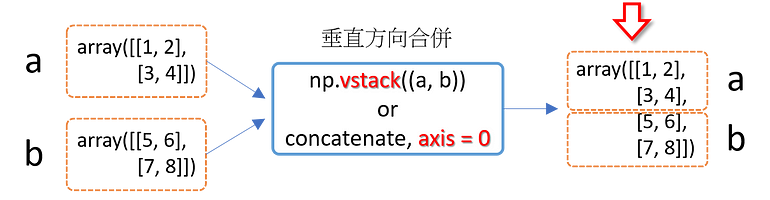 垂直方向合併
a
array([[1, 2],
[3, 4]])
b
array([[5, 6],
[7, 8]])
np.vstack((a, b))
or
concatenate, axis = 0
array([[1, 2],
[3, 4],
[5, 6],
[7, 8]])
a
b